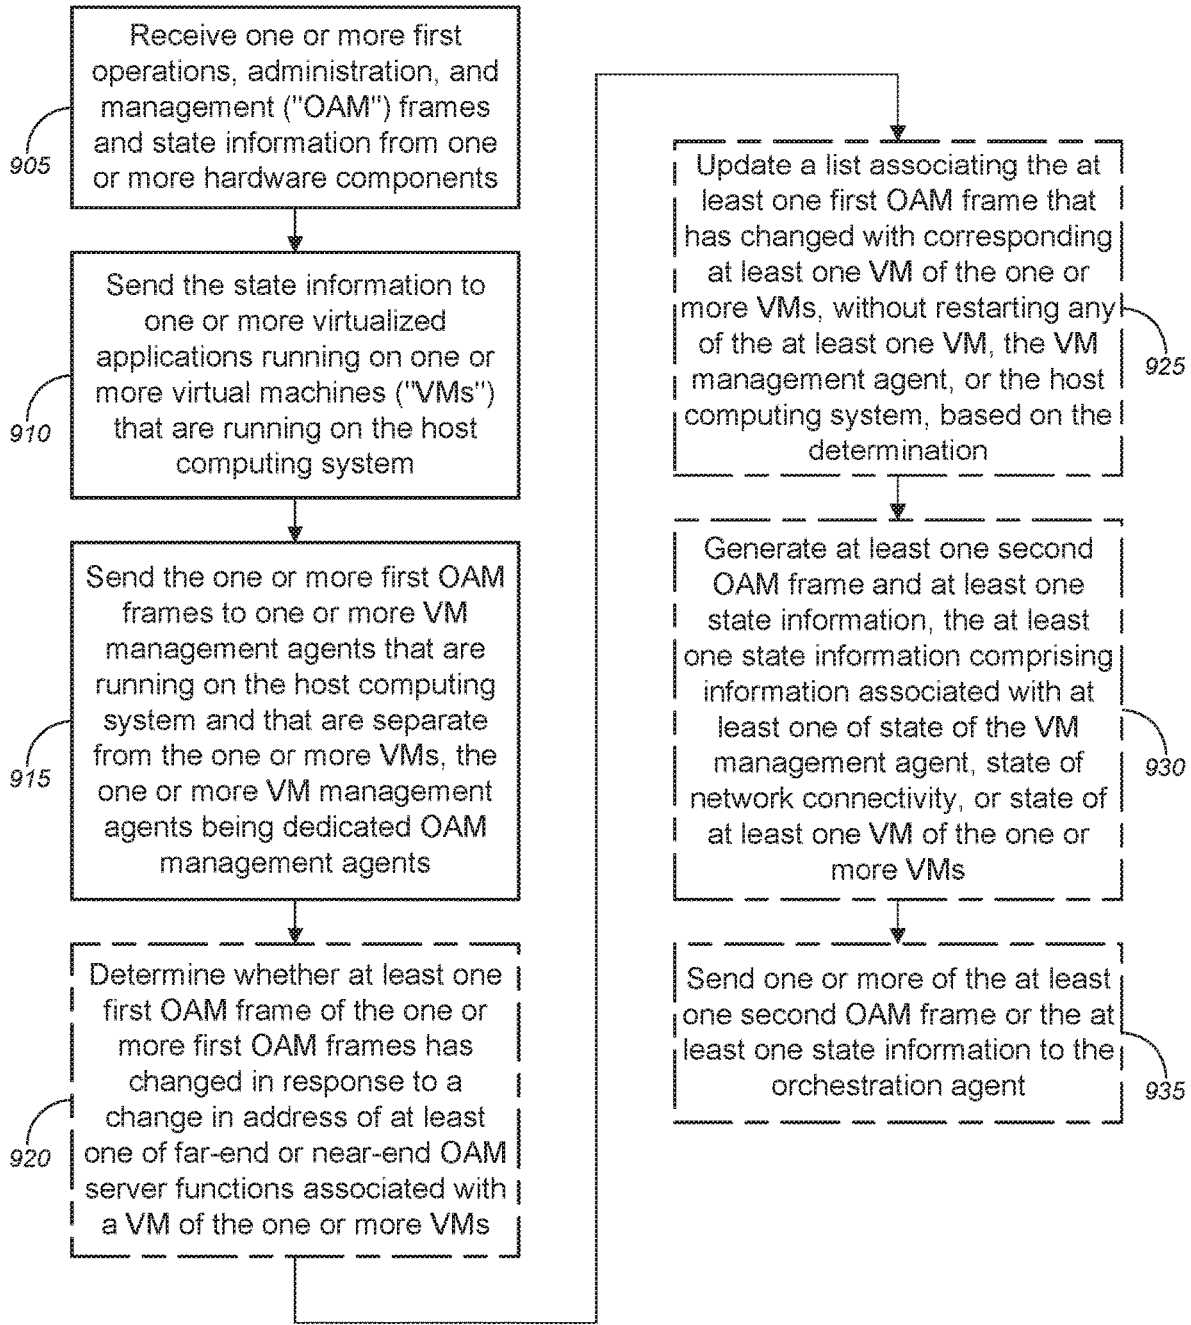 Receive one or more first
operations, administration, and
management ("OAM") frames
and state information from one
or more hardware components
905
Send the state information to
one or more virtualized
applications running on one or
more virtual machines ("VMs")
that are running on the host
computing system
910
Send the one or more first OAM
frames to one or more VM
management agents that are
running on the host computing
system and that are separate
from the one or more VMs, the
one or more VM management
agents being dedicated OAM
management agents
915
Determine whether at least one
first OAM frame of the one or
more first OAM frames has
changed in response to a
change in address of at least
one of far-end or near-end OAM
server functions associated with
a VM of the one or more VMs
920
Update a list associating the at
least one first OAM frame that
has changed with corresponding
at least one VM of the one or
more VMs, without restarting any
of the at least one VM, the VM
management agent, or the host
computing system, based on the
determination
925
Generate at least one second
OAM frame and at least one
state information, the at least
one state information comprising
information associated with at
least one of state of the VM
management agent, state of
network connectivity, or state of
at least one VM of the one or
more VMs
930
Send one or more of the at least
one second OAM frame or the at
least one state information to the
orchestration agent
935